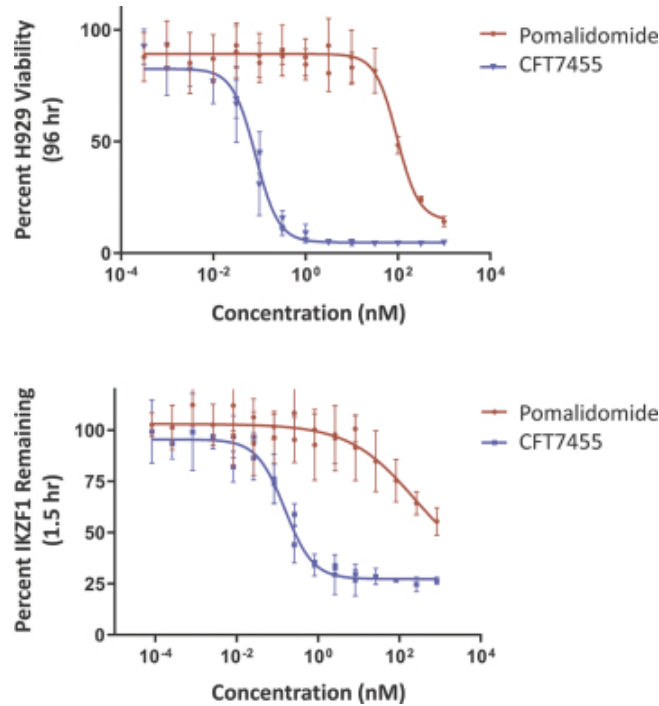 Percent H929 Viability
(96 hr)
100
50
0
10⁻⁴
10⁻²
10⁰
10²
10⁴
Concentration (nM)
Pomalidomide
CFT7455
Percent IKZF1 Remaining
(1.5 hr)
100
75
50
25
0
10⁻⁴
10⁻²
10⁰
10²
10⁴
Concentration (nM)
Pomalidomide
CFT7455